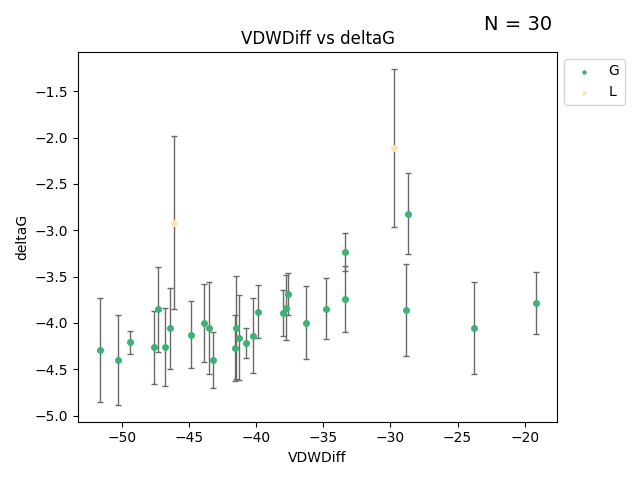 N = 30
VDWDiff vs deltaG
G
L
−1.5
−2.0
−2.5
−3.0
−3.5
−4.0
−4.5
−5.0
deltaG
−50 −45 −40 −35 −30 −25 −20
VDWDiff